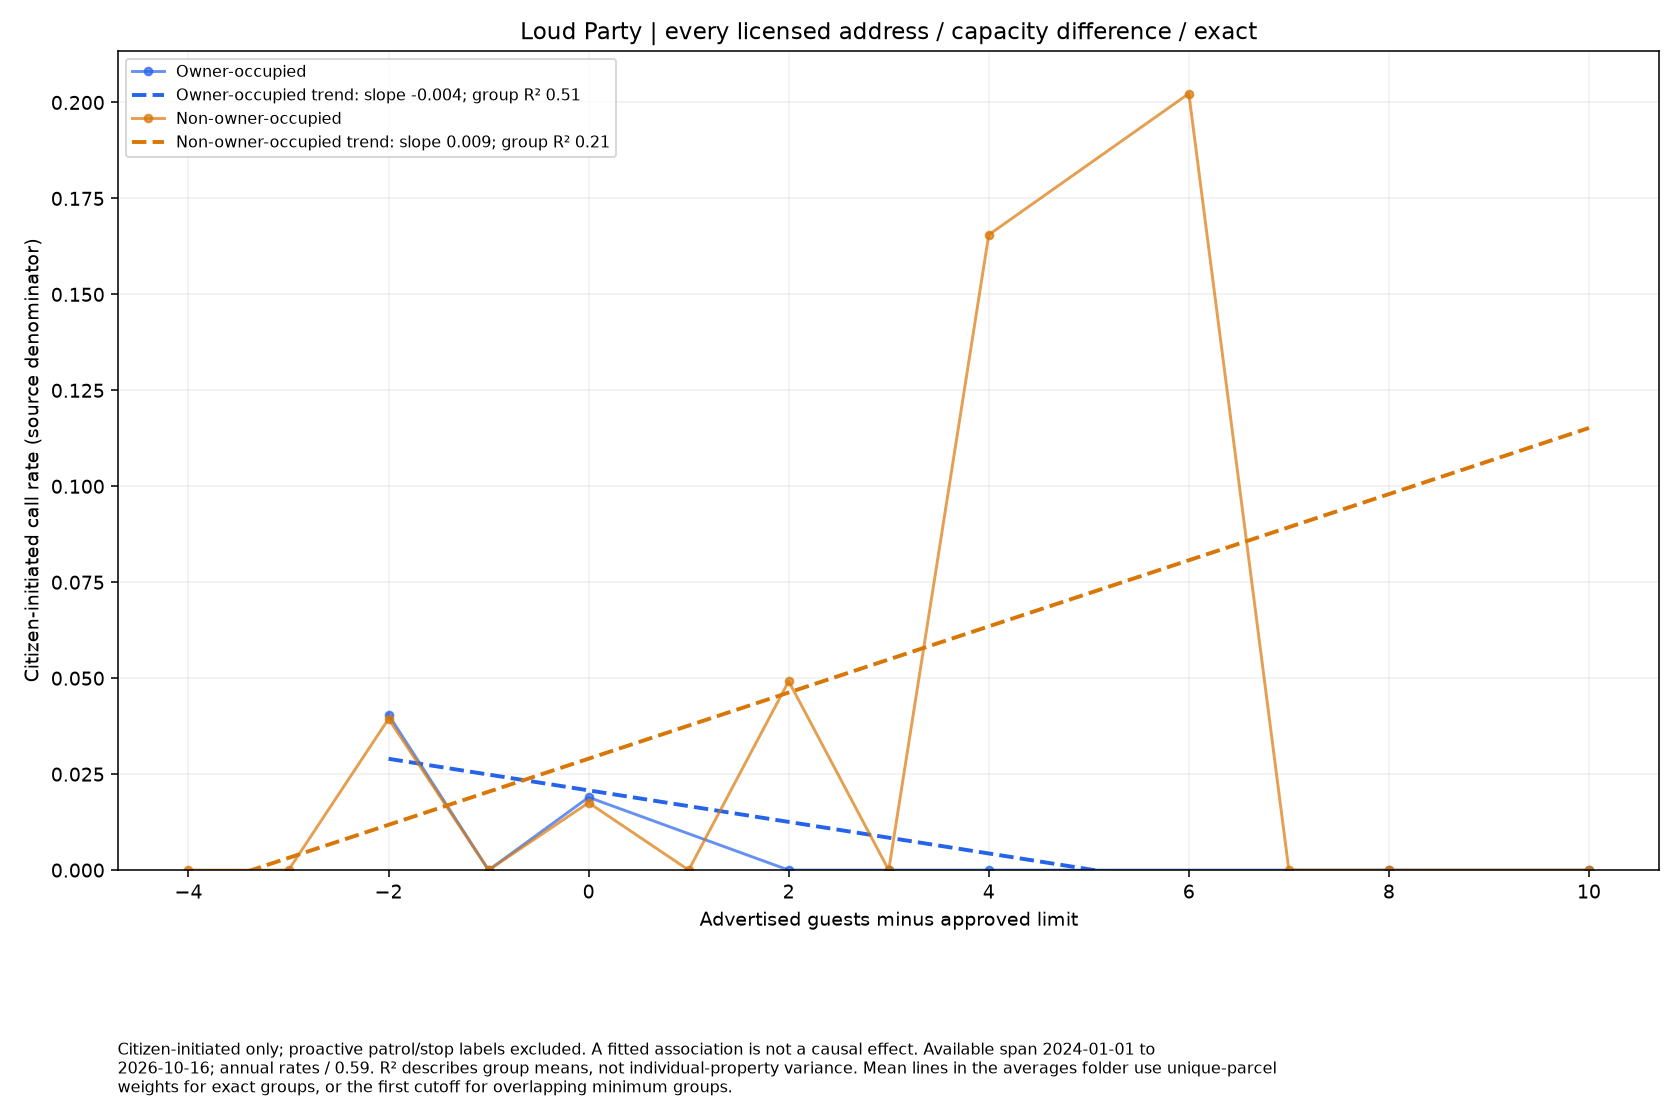 Loud Party | every licensed address / capacity difference / exact
Owner-occupied
Owner-occupied trend: slope -0.004; group R² 0.51
Non-owner-occupied
Non-owner-occupied trend: slope 0.009; group R² 0.21
Citizen-initiated call rate (source denominator)
0.200
0.175
0.150
0.125
0.100
0.075
0.050
0.025
0.000
−4 −2 0 2 4 6 8 10
Advertised guests minus approved limit
Citizen-initiated only; proactive patrol/stop labels excluded. A fitted association is not a causal effect. Available span 2024-01-01 to
2026-10-16; annual rates / 0.59. R² describes group means, not individual-property variance. Mean lines in the averages folder use unique-parcel
weights for exact groups, or the first cutoff for overlapping minimum groups.